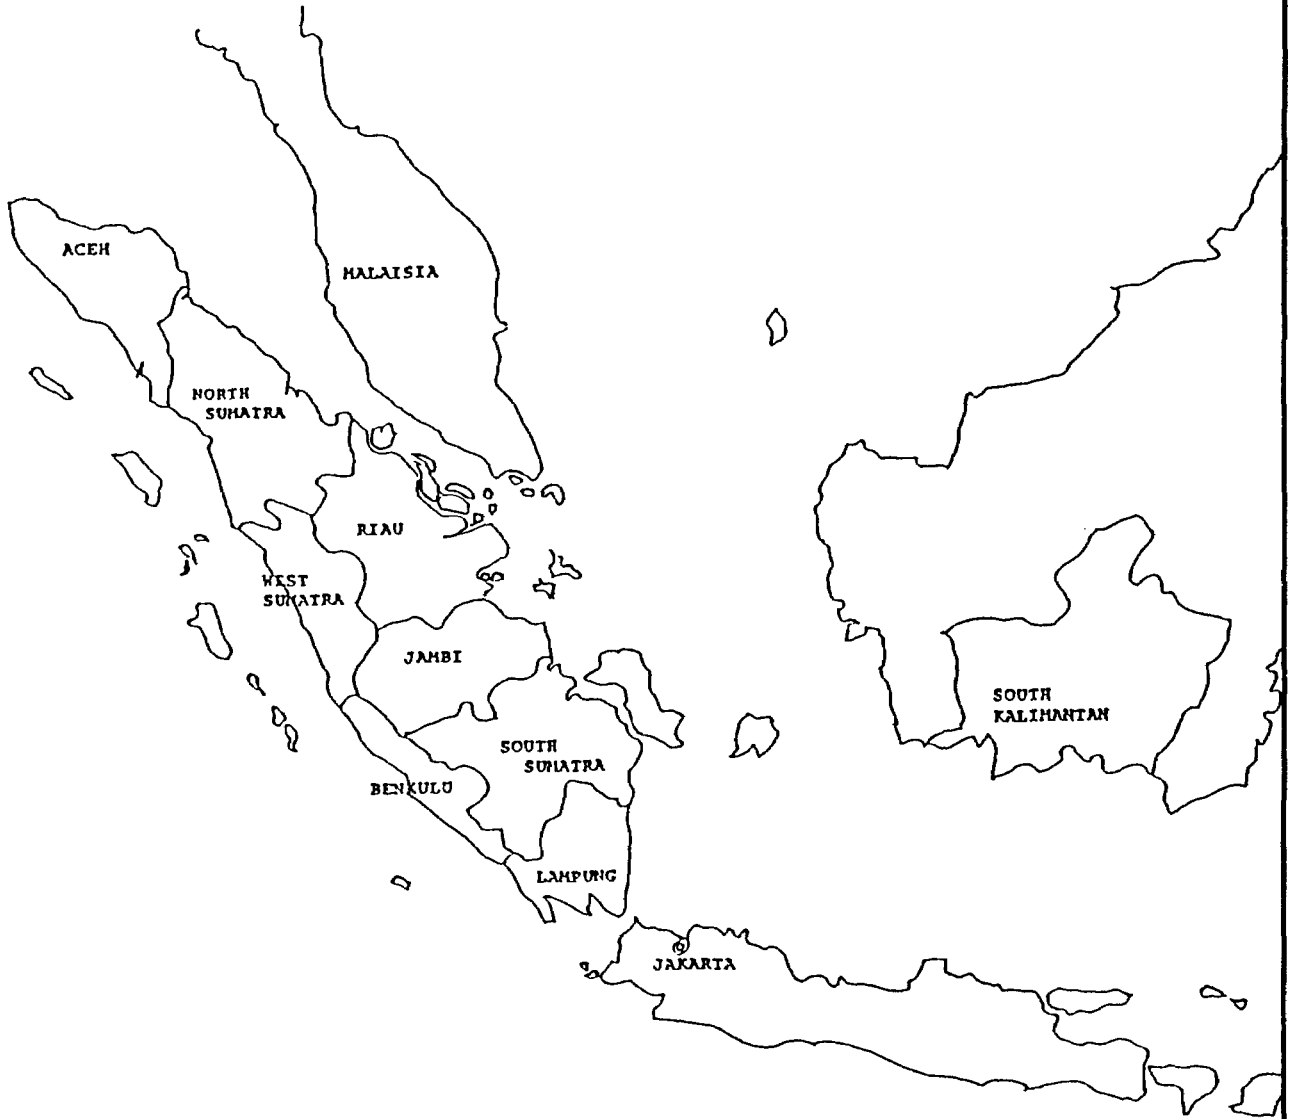 ACEH
MALAISIA
NORTH
SUMATRA
RIAU
WEST
SUMATRA
JAMBI
SOUTH
KALIMANTAN
SOUTH
SUMATRA
BENKULU
LAMPUNG
JAKARTA